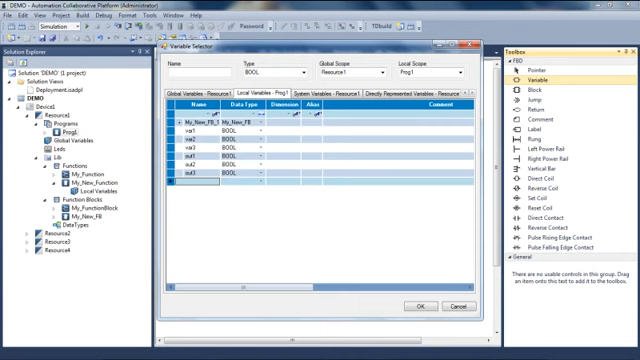 DEMO - Automation Collaborative Platform (Administrator)
File Edit View Project Build
Tools Window Help
Simulation
Password
TDbuild
Solution Explorer
Solution 'DEMO' (1 project)
Solution Views
Deployment.isadpl
DEMO
Device1
Resource1
Programs
Prog1
Global Variables
Leds
Lib
Functions
My_Function
My_New_Function
Local Variables
Function Blocks
My_FunctionBlock
My_New_FB
DataTypes
Resource2
Resource3
Resource4
Variable Selector
Name Type Global Scope Local Scope
BOOL Resource1 Prog1
Global Variables - Resource1 Local Variables - Prog1 System Variables - Resource1 Directly Represented Variables - Resource
Name Data Type Dimension Alias Comment
My_New_FB_1 My_New_FB
var1 BOOL
var2 BOOL
var3 BOOL
out1 BOOL
out2 BOOL
out3 BOOL
OK Cancel
Toolbox
FBD
Pointer
Variable
Block
Jump
Return
Comment
Label
Rung
Left Power Rail
Right Power Rail
Vertical Bar
Direct Coil
Reverse Coil
Set Coil
Direct Contact
Reverse Contact
Pulse Rising Edge Contact
Pulse Falling Edge Contact
General
There are no usable controls in this group. Drag an item onto this text to add it to the toolbox.